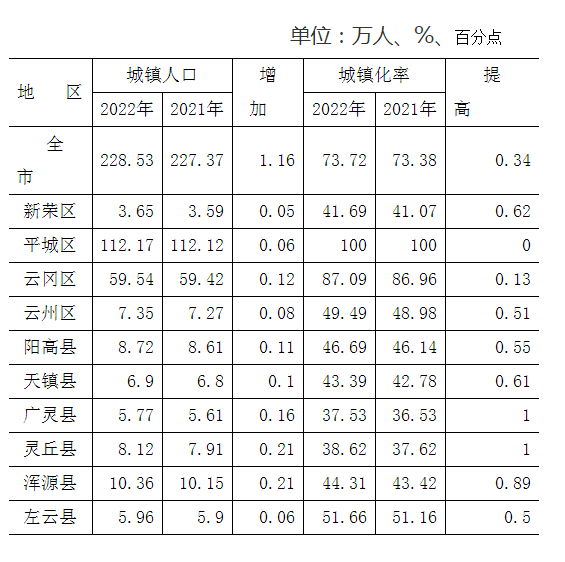 单位：万人、%、百分点
地 区 城镇人口 增加 城镇化率 提高
2022年 2021年 2022年 2021年
全市 228.53 227.37 1.16 73.72 73.38 0.34
新荣区 3.65 3.59 0.05 41.69 41.07 0.62
平城区 112.17 112.12 0.06 100 100 0
云冈区 59.54 59.42 0.12 87.09 86.96 0.13
云州区 7.35 7.27 0.08 49.49 48.98 0.51
阳高县 8.72 8.61 0.11 46.69 46.14 0.55
天镇县 6.9 6.8 0.1 43.39 42.78 0.61
广灵县 5.77 5.61 0.16 37.53 36.53 1
灵丘县 8.12 7.91 0.21 38.62 37.62 1
浑源县 10.36 10.15 0.21 44.31 43.42 0.89
左云县 5.96 5.9 0.06 51.66 51.16 0.5